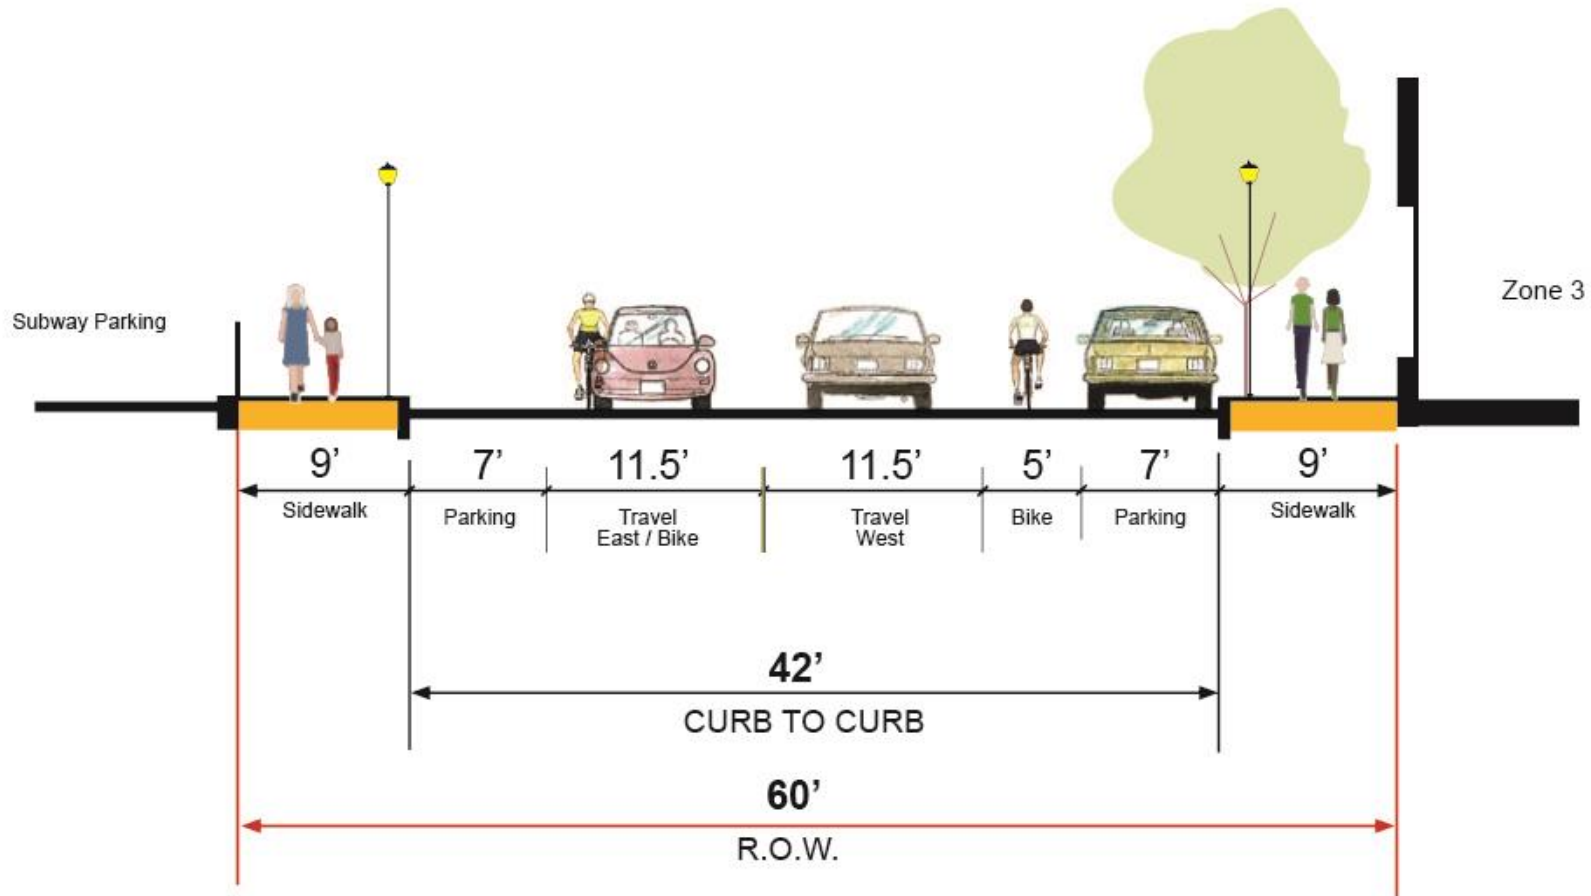 Subway Parking
Zone 3
9’ 7’ 11.5’ 11.5’ 5’ 7’ 9’
Sidewalk Parking Travel East / Bike Travel West Bike Parking Sidewalk
42’
CURB TO CURB
60’
R.O.W.